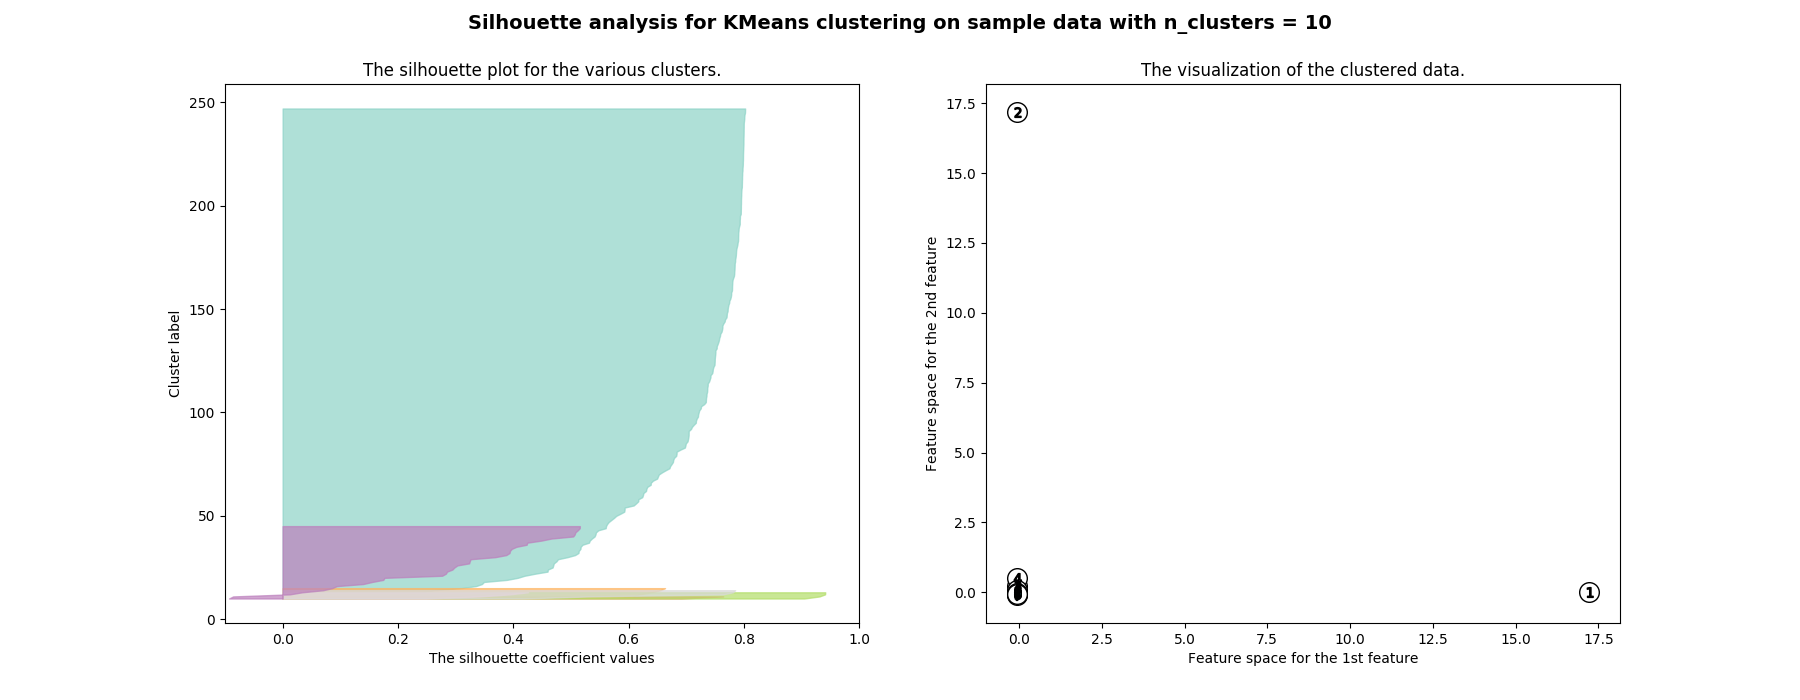 Silhouette analysis for KMeans clustering on sample data with n_clusters = 10
The silhouette plot for the various clusters.
250
200
150
100
50
0
Cluster label
0.0 0.2 0.4 0.6 0.8 1.0
The silhouette coefficient values
The visualization of the clustered data.
17.5
15.0
12.5
10.0
7.5
5.0
2.5
0.0
Feature space for the 2nd feature
2
4
1
0.0 2.5 5.0 7.5 10.0 12.5 15.0 17.5
Feature space for the 1st feature